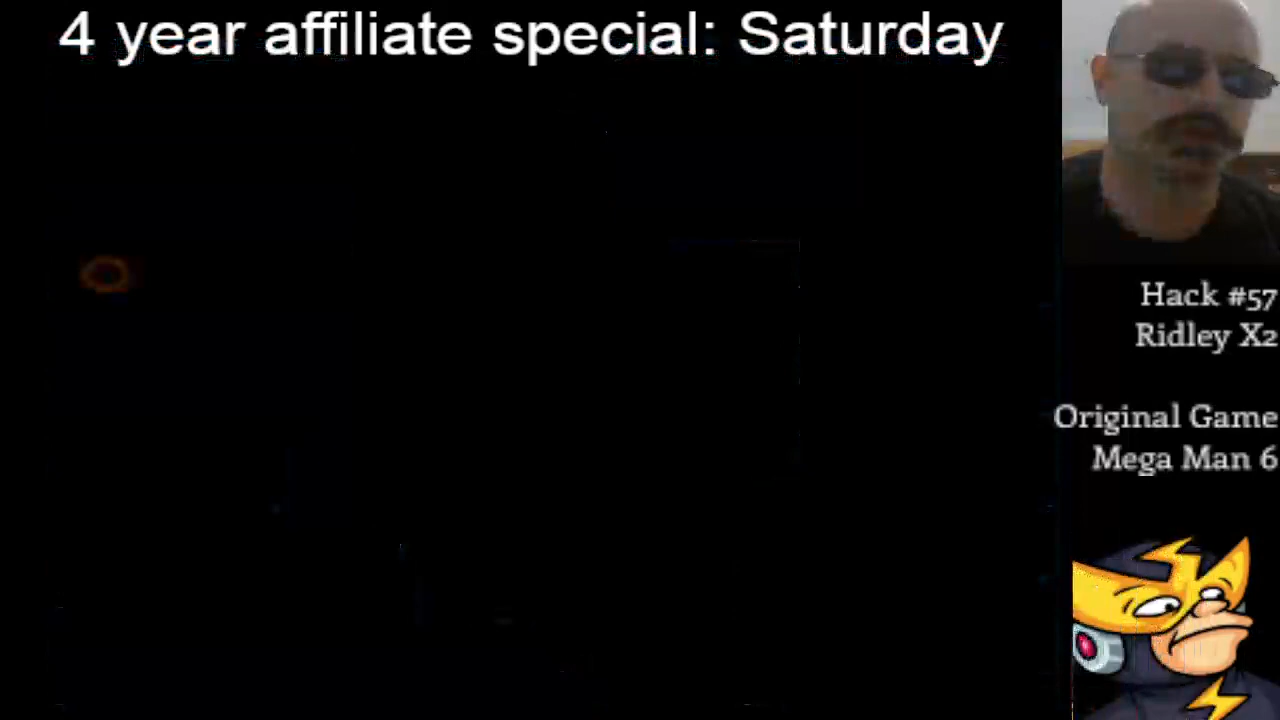 4 year affiliate special: Saturday
Hack #57
Ridley X2
Original Game
Mega Man 6